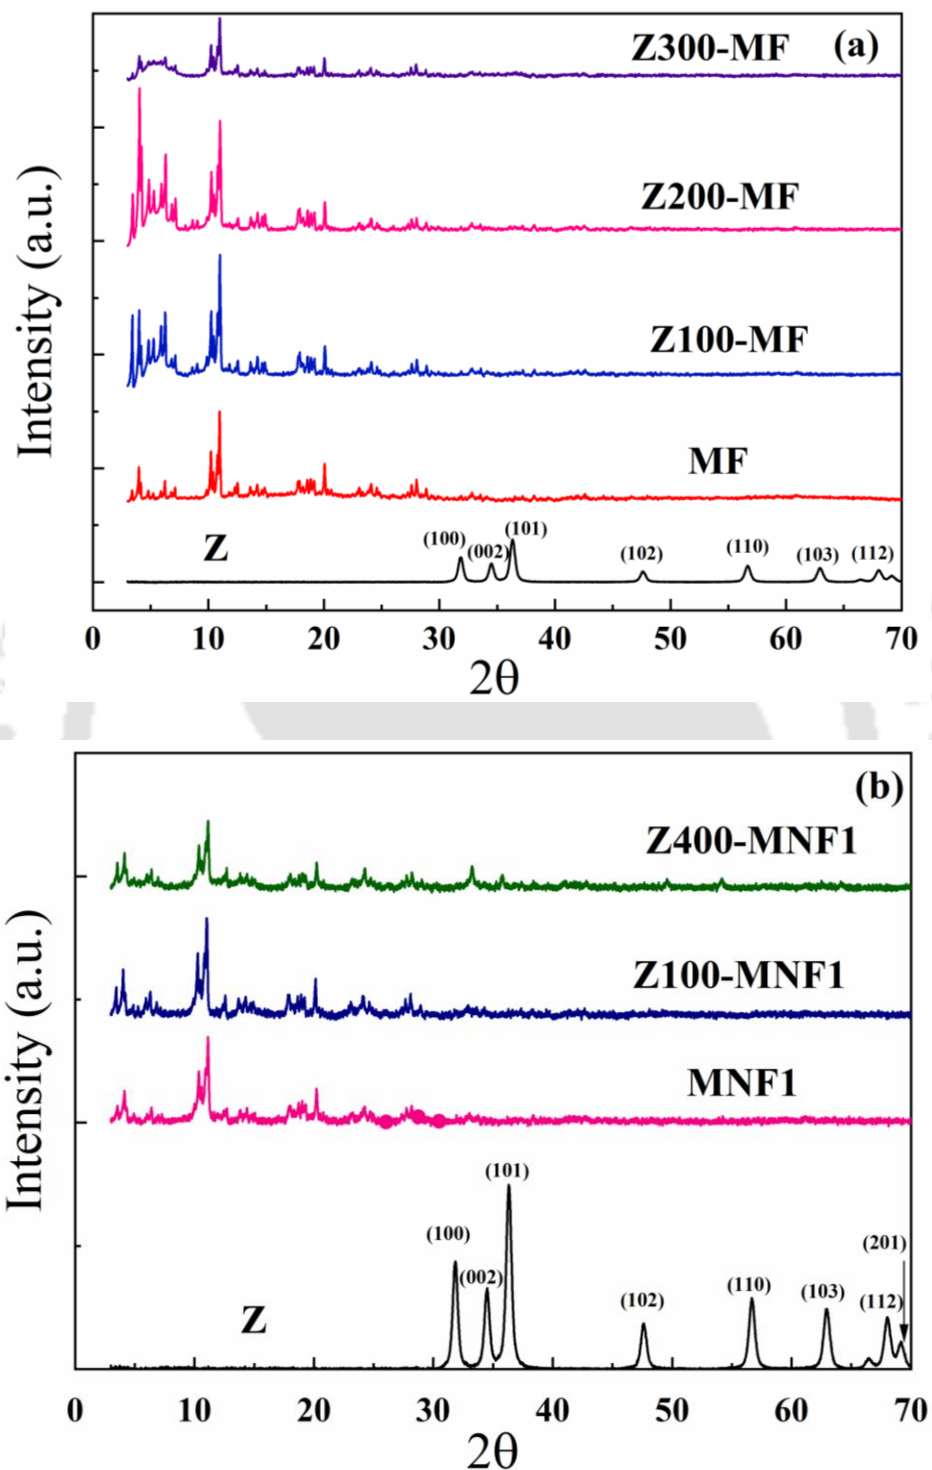 Z300-MF (a)
Z200-MF
Z100-MF
MF
Z
(100) (002) (101) (102) (110) (103) (112)
Intensity (a.u.)
0 10 20 30 40 50 60 70
2θ
(b)
Z400-MNF1
Z100-MNF1
MNF1
Z
(100) (002) (101) (102) (110) (103) (112) (201)
Intensity (a.u.)
0 10 20 30 40 50 60 70
2θ